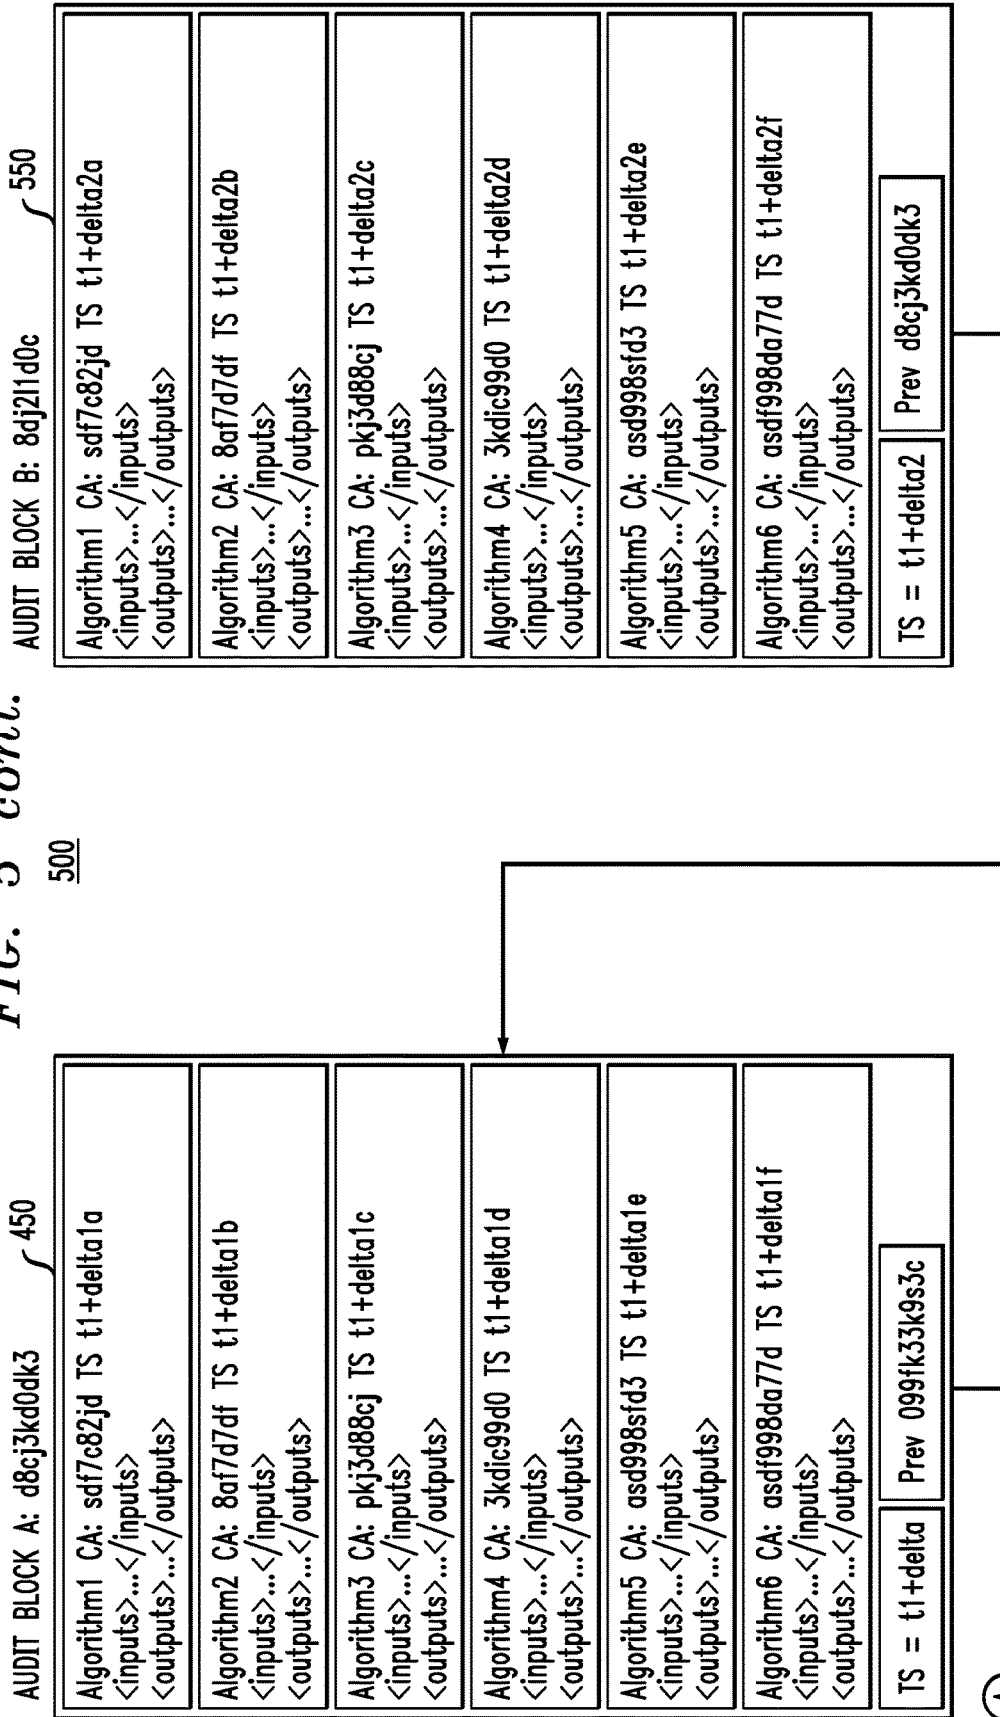 FIG. 5 cont.
500
AUDIT BLOCK A: d8cj3kd0dk3
450
Algorithm1 CA: sdf7c82jd TS t1+delta1a
<inputs>...</inputs>
<outputs>...</outputs>
Algorithm2 CA: 8af7d7df TS t1+delta1b
<inputs>...</inputs>
<outputs>...</outputs>
Algorithm3 CA: pkj3d88cj TS t1+delta1c
<inputs>...</inputs>
<outputs>...</outputs>
Algorithm4 CA: 3kdic99d0 TS t1+delta1d
<inputs>...</inputs>
<outputs>...</outputs>
Algorithm5 CA: asd998sfd3 TS t1+delta1e
<inputs>...</inputs>
<outputs>...</outputs>
Algorithm6 CA: asdf998da77d TS t1+delta1f
<inputs>...</inputs>
<outputs>...</outputs>
TS = t1+delta
Prev 099fk33k9s3c
AUDIT BLOCK B: 8dj2l1d0c
550
Algorithm1 CA: sdf7c82jd TS t1+delta2a
<inputs>...</inputs>
<outputs>...</outputs>
Algorithm2 CA: 8af7d7df TS t1+delta2b
<inputs>...</inputs>
<outputs>...</outputs>
Algorithm3 CA: pkj3d88cj TS t1+delta2c
<inputs>...</inputs>
<outputs>...</outputs>
Algorithm4 CA: 3kdic99d0 TS t1+delta2d
<inputs>...</inputs>
<outputs>...</outputs>
Algorithm5 CA: asd998sfd3 TS t1+delta2e
<inputs>...</inputs>
<outputs>...</outputs>
Algorithm6 CA: asdf998da77d TS t1+delta2f
<inputs>...</inputs>
<outputs>...</outputs>
TS = t1+delta2
Prev d8cj3kd0dk3